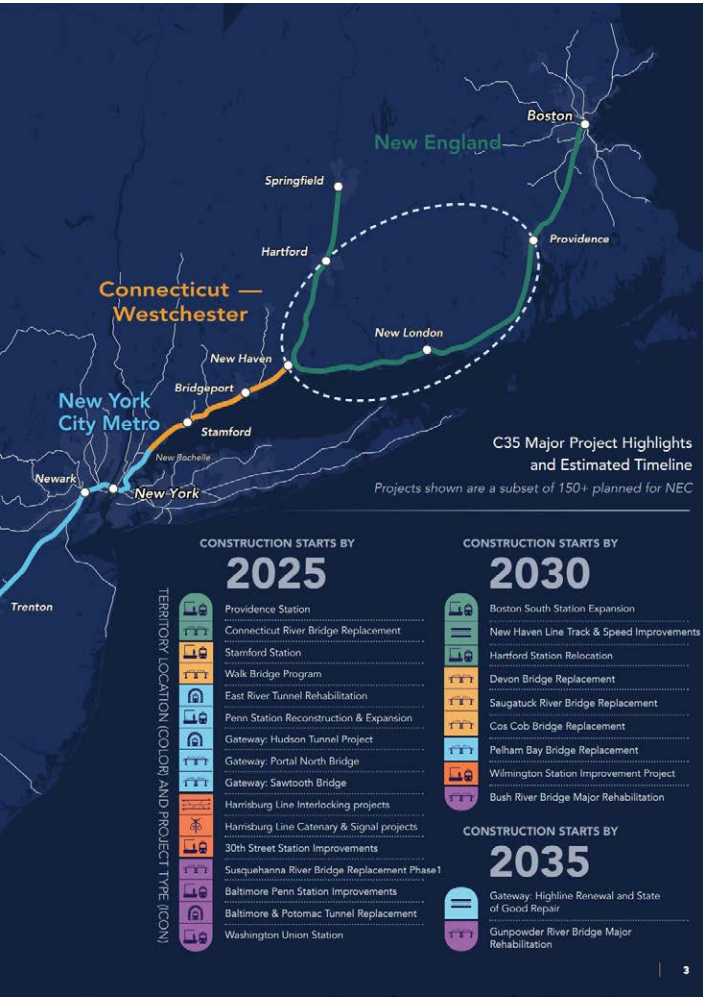 Boston
New England
Springfield
Hartford
Providence
Connecticut —
Westchester
New London
New Haven
Bridgeport
New York
City Metro
Stamford
New Rochelle
Newark
New York
Trenton
C35 Major Project Highlights
and Estimated Timeline
Projects shown are a subset of 150+ planned for NEC
TERRITORY LOCATION (COLOR) AND PROJECT TYPE (ICON)
CONSTRUCTION STARTS BY
2025
Providence Station
Connecticut River Bridge Replacement
Stamford Station
Walk Bridge Program
East River Tunnel Rehabilitation
Penn Station Reconstruction & Expansion
Gateway: Hudson Tunnel Project
Gateway: Portal North Bridge
Gateway: Sawtooth Bridge
Harrisburg Line Interlocking projects
Harrisburg Line Catenary & Signal projects
30th Street Station Improvements
Susquehanna River Bridge Replacement Phase1
Baltimore Penn Station Improvements
Baltimore & Potomac Tunnel Replacement
Washington Union Station
CONSTRUCTION STARTS BY
2030
Boston South Station Expansion
New Haven Line Track & Speed Improvements
Hartford Station Relocation
Devon Bridge Replacement
Saugatuck River Bridge Replacement
Cos Cob Bridge Replacement
Pelham Bay Bridge Replacement
Wilmington Station Improvement Project
Bush River Bridge Major Rehabilitation
CONSTRUCTION STARTS BY
2035
Gateway: Highline Renewal and State
of Good Repair
Gunpowder River Bridge Major
Rehabilitation
3